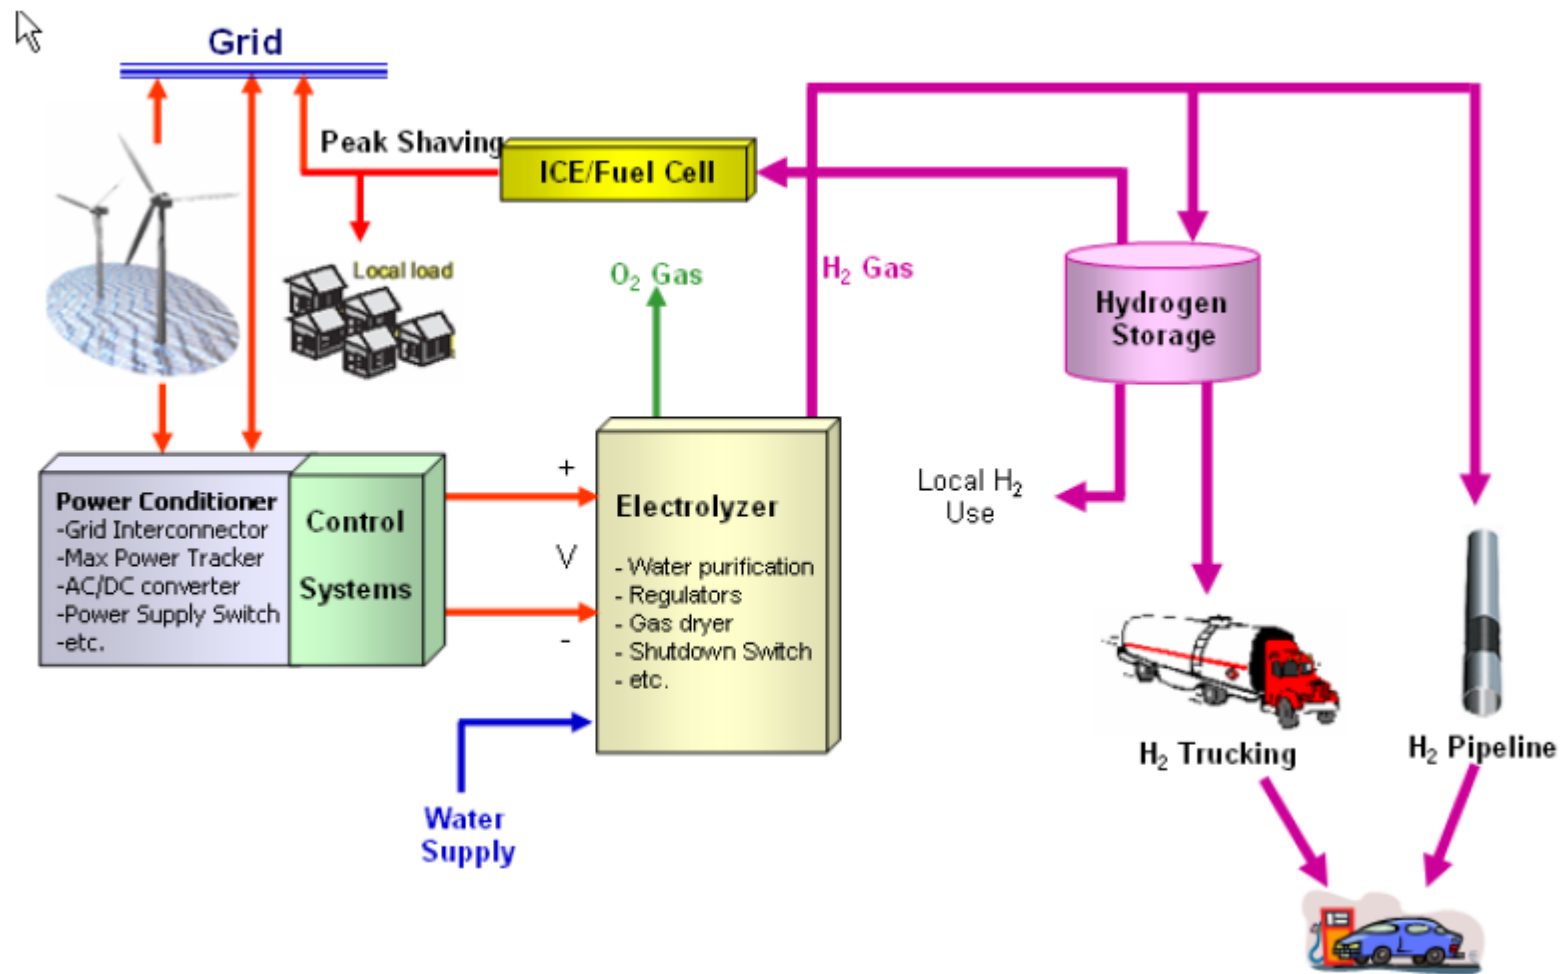 Grid
Peak Shaving
ICE/Fuel Cell
Local load
O₂ Gas
H₂ Gas
Hydrogen
Storage
Power Conditioner
-Grid Interconnector
-Max Power Tracker
-AC/DC converter
-Power Supply Switch
-etc.
Control
Systems
+
V
-
Electrolyzer
- Water purification
- Regulators
- Gas dryer
- Shutdown Switch
- etc.
Local H₂
Use
Water
Supply
H₂ Trucking
H₂ Pipeline